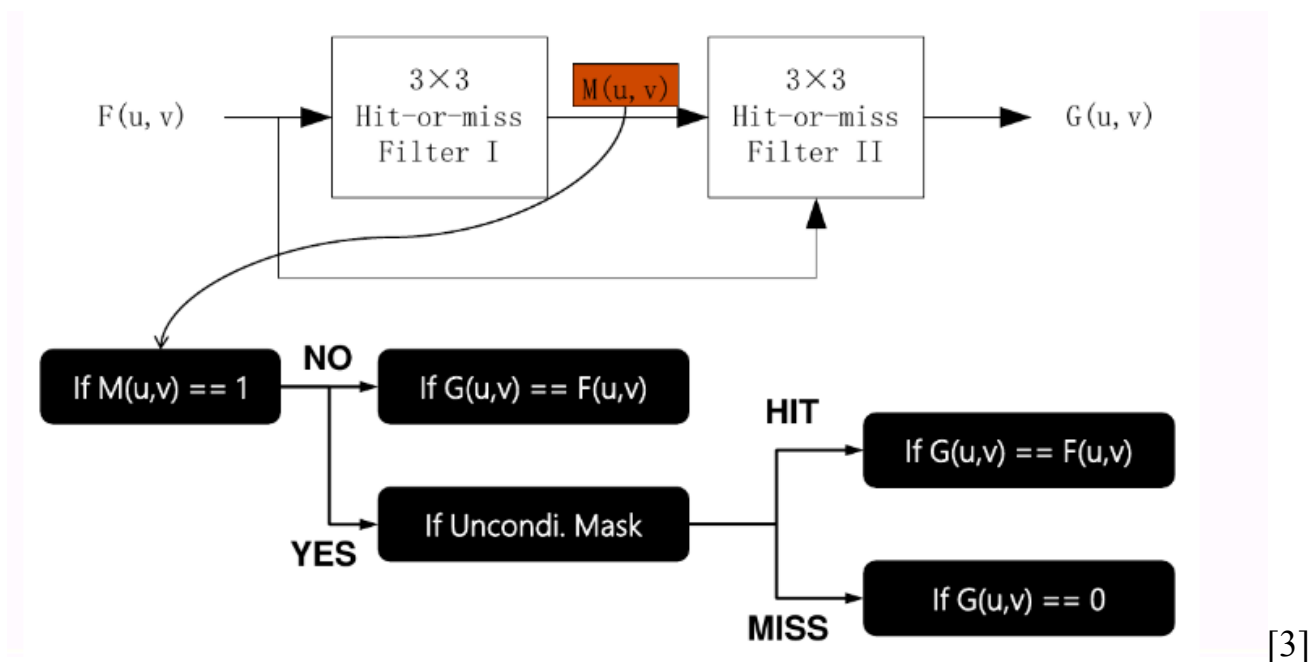 F(u,v)
3×3
Hit-or-miss
Filter I
M(u,v)
3×3
Hit-or-miss
Filter II
G(u,v)
If M(u,v) == 1
NO
If G(u,v) == F(u,v)
YES
If Uncondi. Mask
HIT
If G(u,v) == F(u,v)
MISS
If G(u,v) == 0
[3]